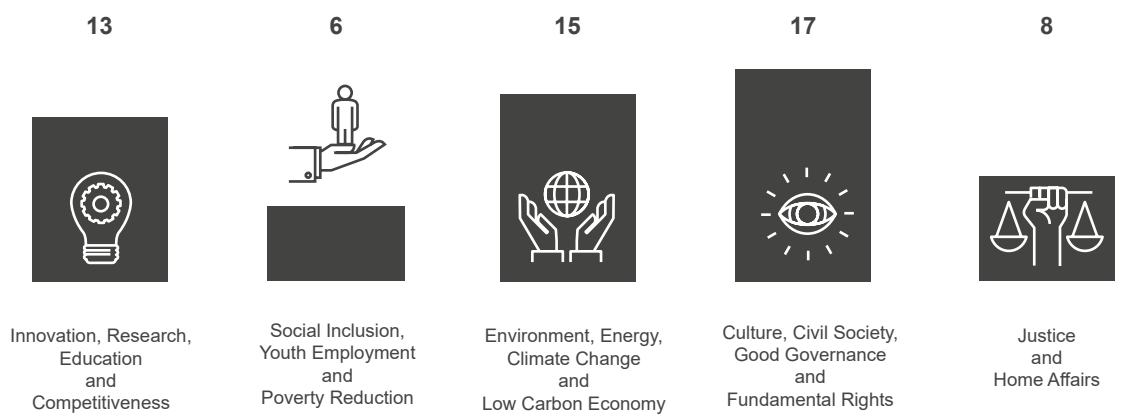 13
6
15
17
8
Innovation, Research,
Education
and
Competitiveness
Social Inclusion,
Youth Employment
and
Poverty Reduction
Environment, Energy,
Climate Change
and
Low Carbon Economy
Culture, Civil Society,
Good Governance
and
Fundamental Rights
Justice
and
Home Affairs